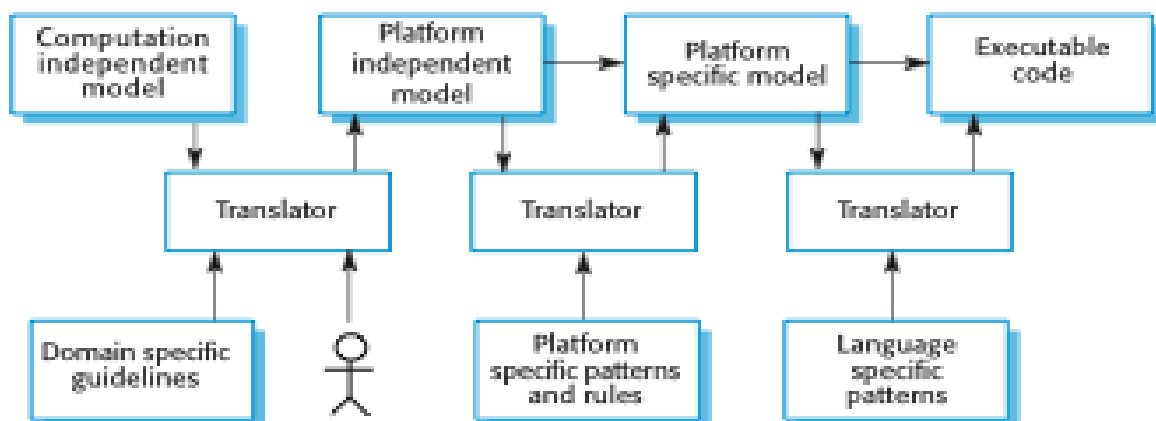 Computation
independent
model
Platform
independent
model
Platform
specific model
Executable
code
Translator
Translator
Translator
Domain specific
guidelines
Platform
specific patterns
and rules
Language
specific
patterns